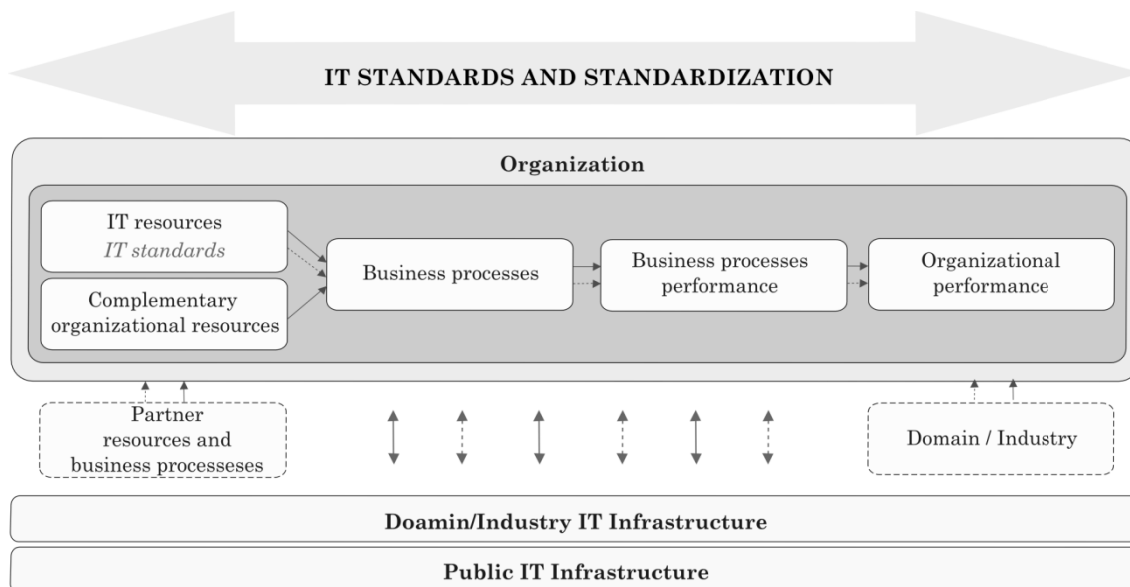 IT STANDARDS AND STANDARDIZATION
Organization
IT resources
IT standards
Complementary
organizational resources
Business processes
Business processes
performance
Organizational
performance
Partner
resources and
business processeses
Domain / Industry
Doamin/Industry IT Infrastructure
Public IT Infrastructure